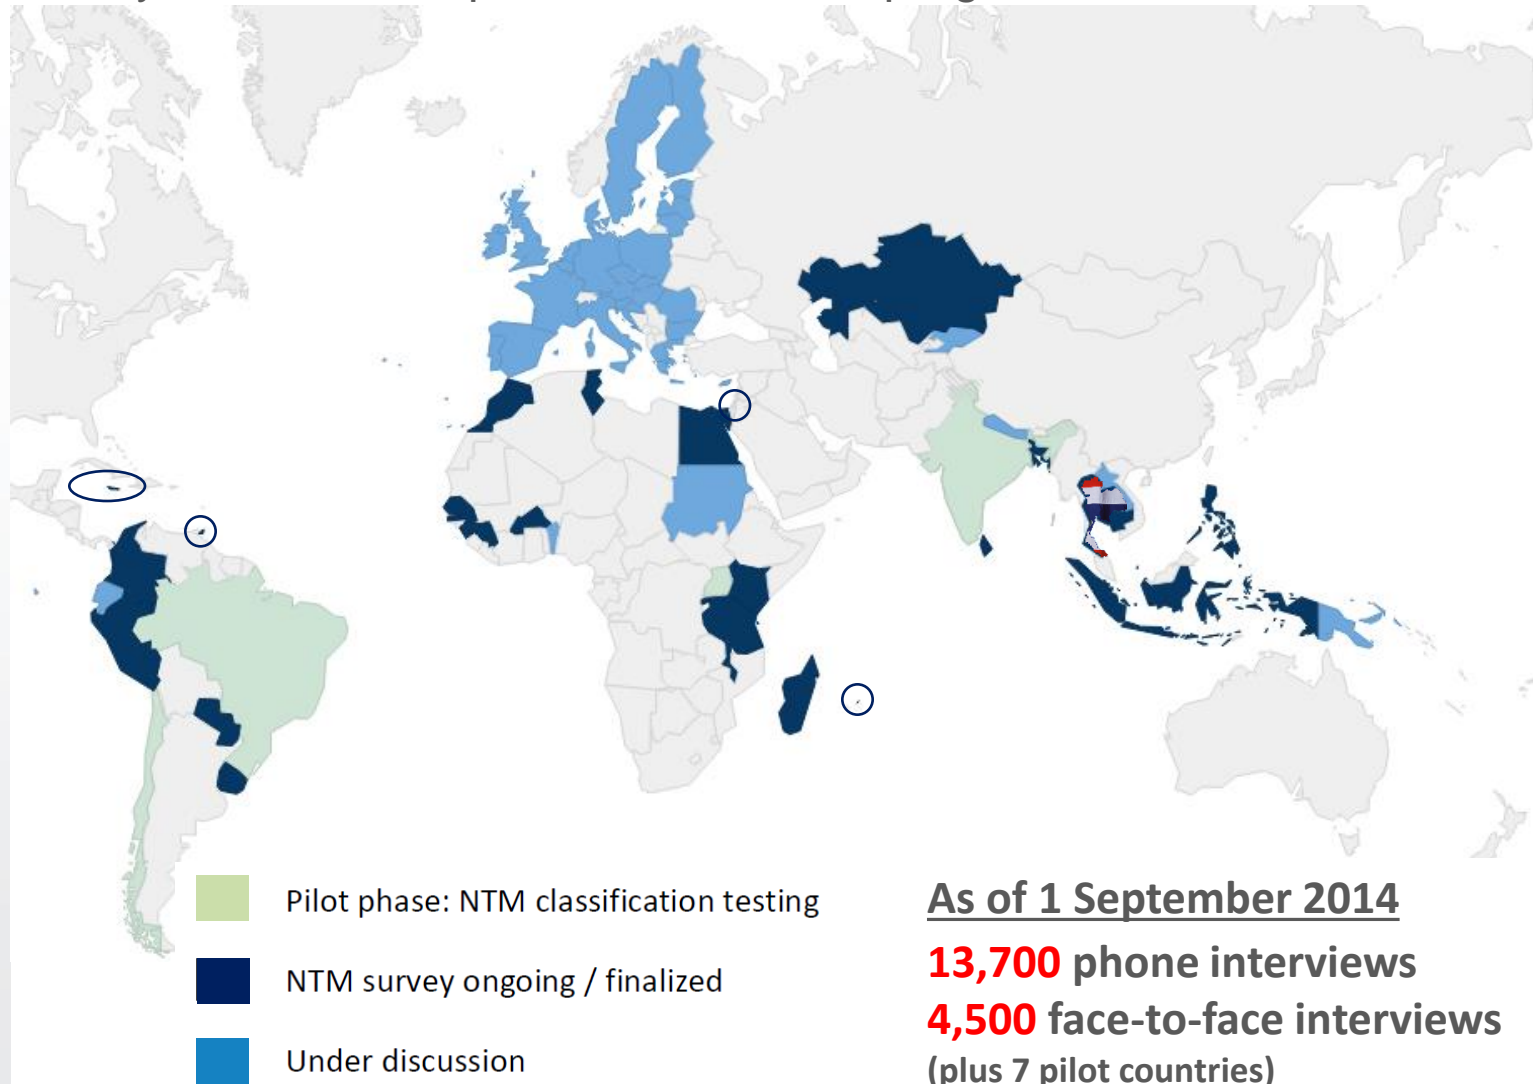 Pilot phase: NTM classification testing
NTM survey ongoing / finalized
Under discussion
As of 1 September 2014
13,700 phone interviews
4,500 face-to-face interviews
(plus 7 pilot countries)